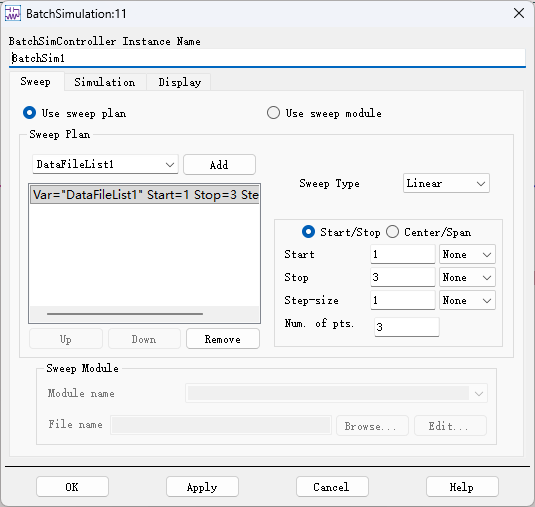 BatchSimulation:11
BatchSimController Instance Name
BatchSim1
Sweep Simulation Display
Use sweep plan Use sweep module
Sweep Plan
DataFileList1 Add
Sweep Type Linear
Var="DataFileList1" Start=1 Stop=3 Ste
Start/Stop Center/Span
Start 1 None
Stop 3 None
Step-size 1 None
Num. of pts. 3
Up Down Remove
Sweep Module
Module name
File name Browse... Edit...
OK Apply Cancel Help